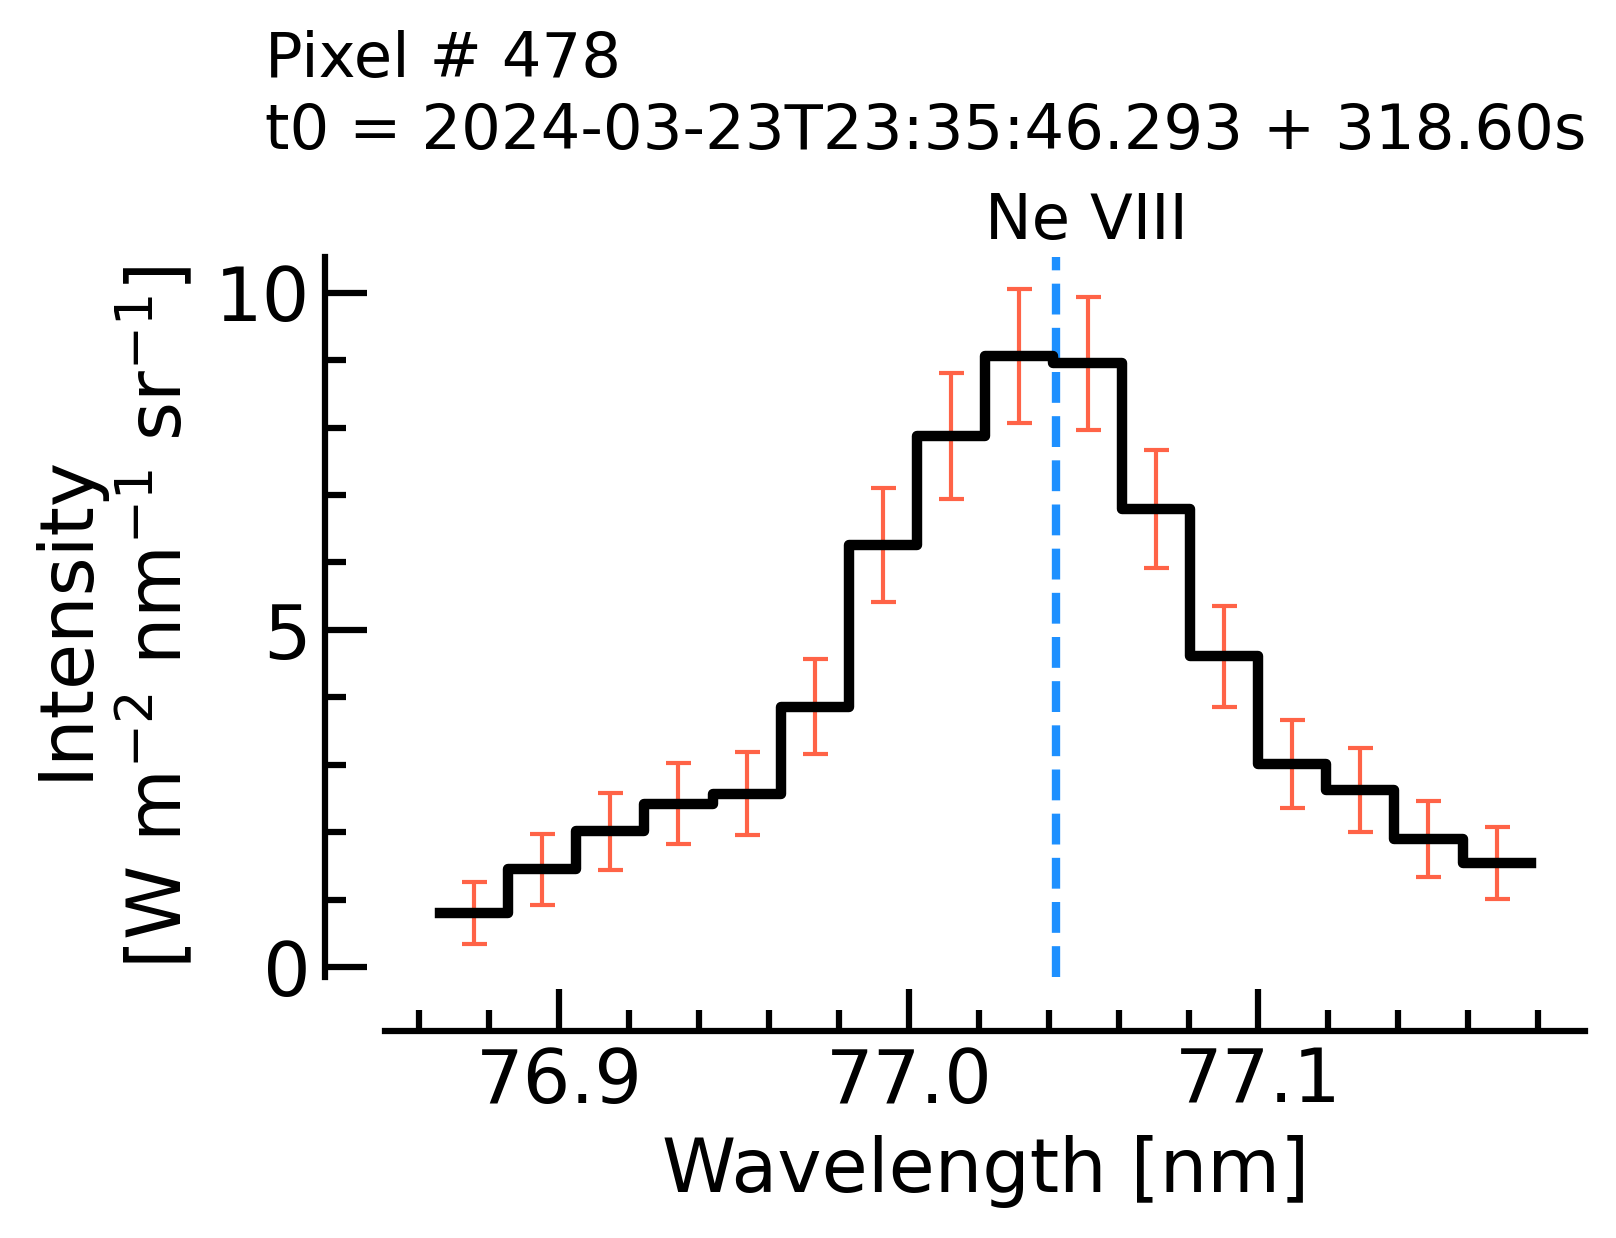 Pixel # 478
t0 = 2024-03-23T23:35:46.293 + 318.60s
Ne VIII
Intensity
[W m⁻² nm⁻¹ sr⁻¹]
10
5
0
76.9 77.0 77.1
Wavelength [nm]